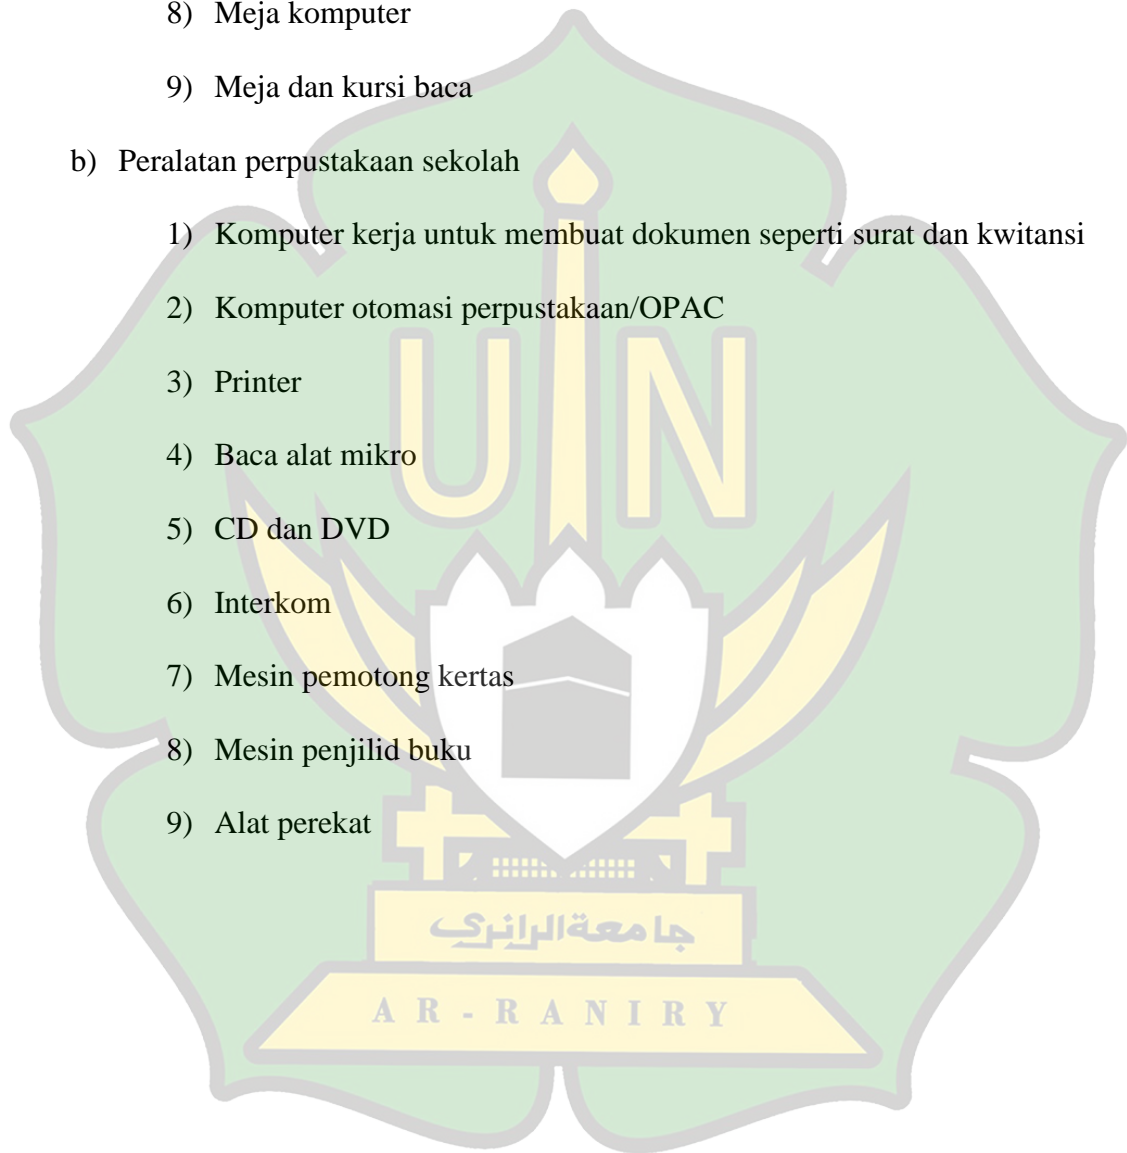 8) Meja komputer
9) Meja dan kursi baca
b) Peralatan perpustakaan sekolah
1) Komputer kerja untuk membuat dokumen seperti surat dan kwitansi
2) Komputer otomasi perpustakaan/OPAC
3) Printer
4) Baca alat mikro
5) CD dan DVD
6) Interkom
7) Mesin pemotong kertas
8) Mesin penjilid buku
9) Alat perekat
UIN
جامعةالرانري
AR-RANIRY